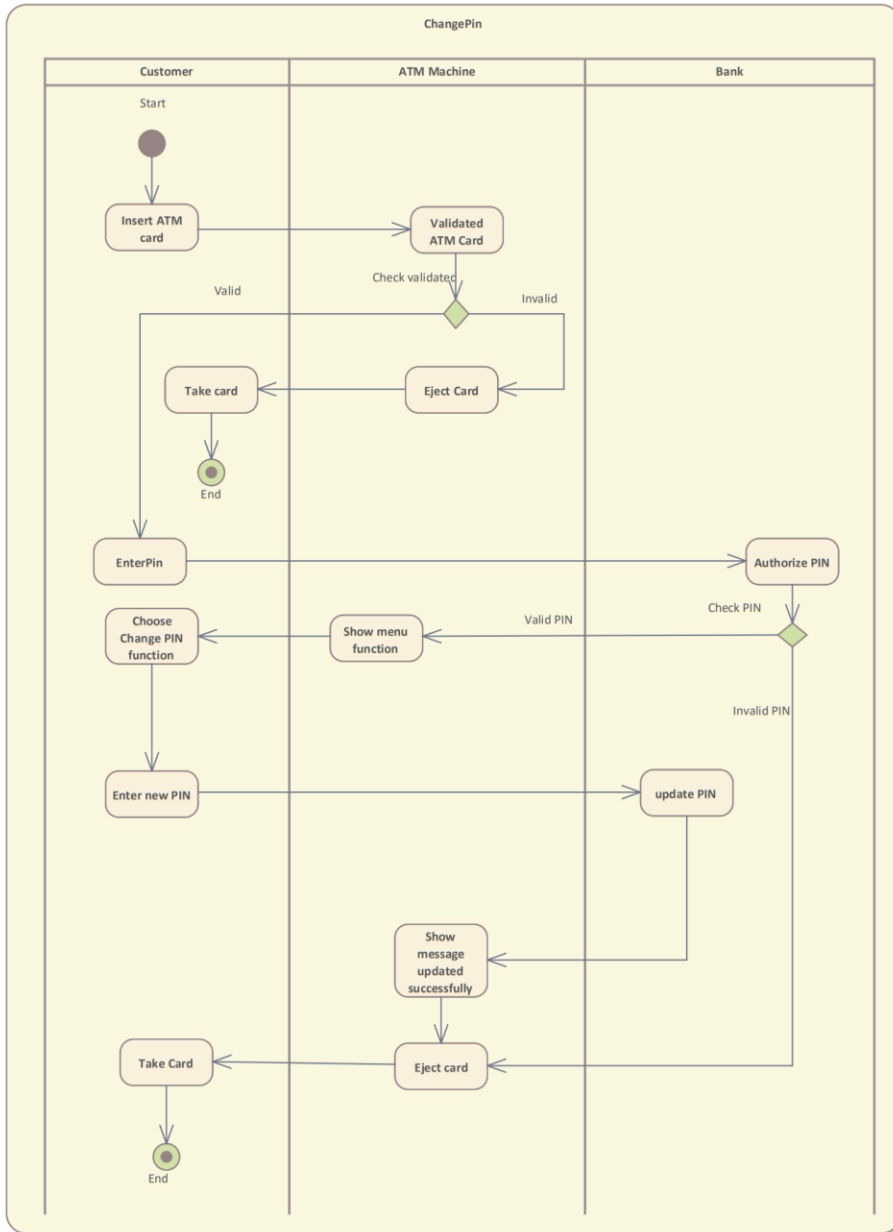 ChangePin
Customer
ATM Machine
Bank
Start
Insert ATM
card
Validated
ATM Card
Check validated
Valid
Invalid
Take card
Eject Card
End
EnterPin
Authorize PIN
Check PIN
Choose
Change PIN
function
Show menu
function
Valid PIN
Invalid PIN
Enter new PIN
update PIN
Show
message
updated
successfully
Take Card
Eject card
End